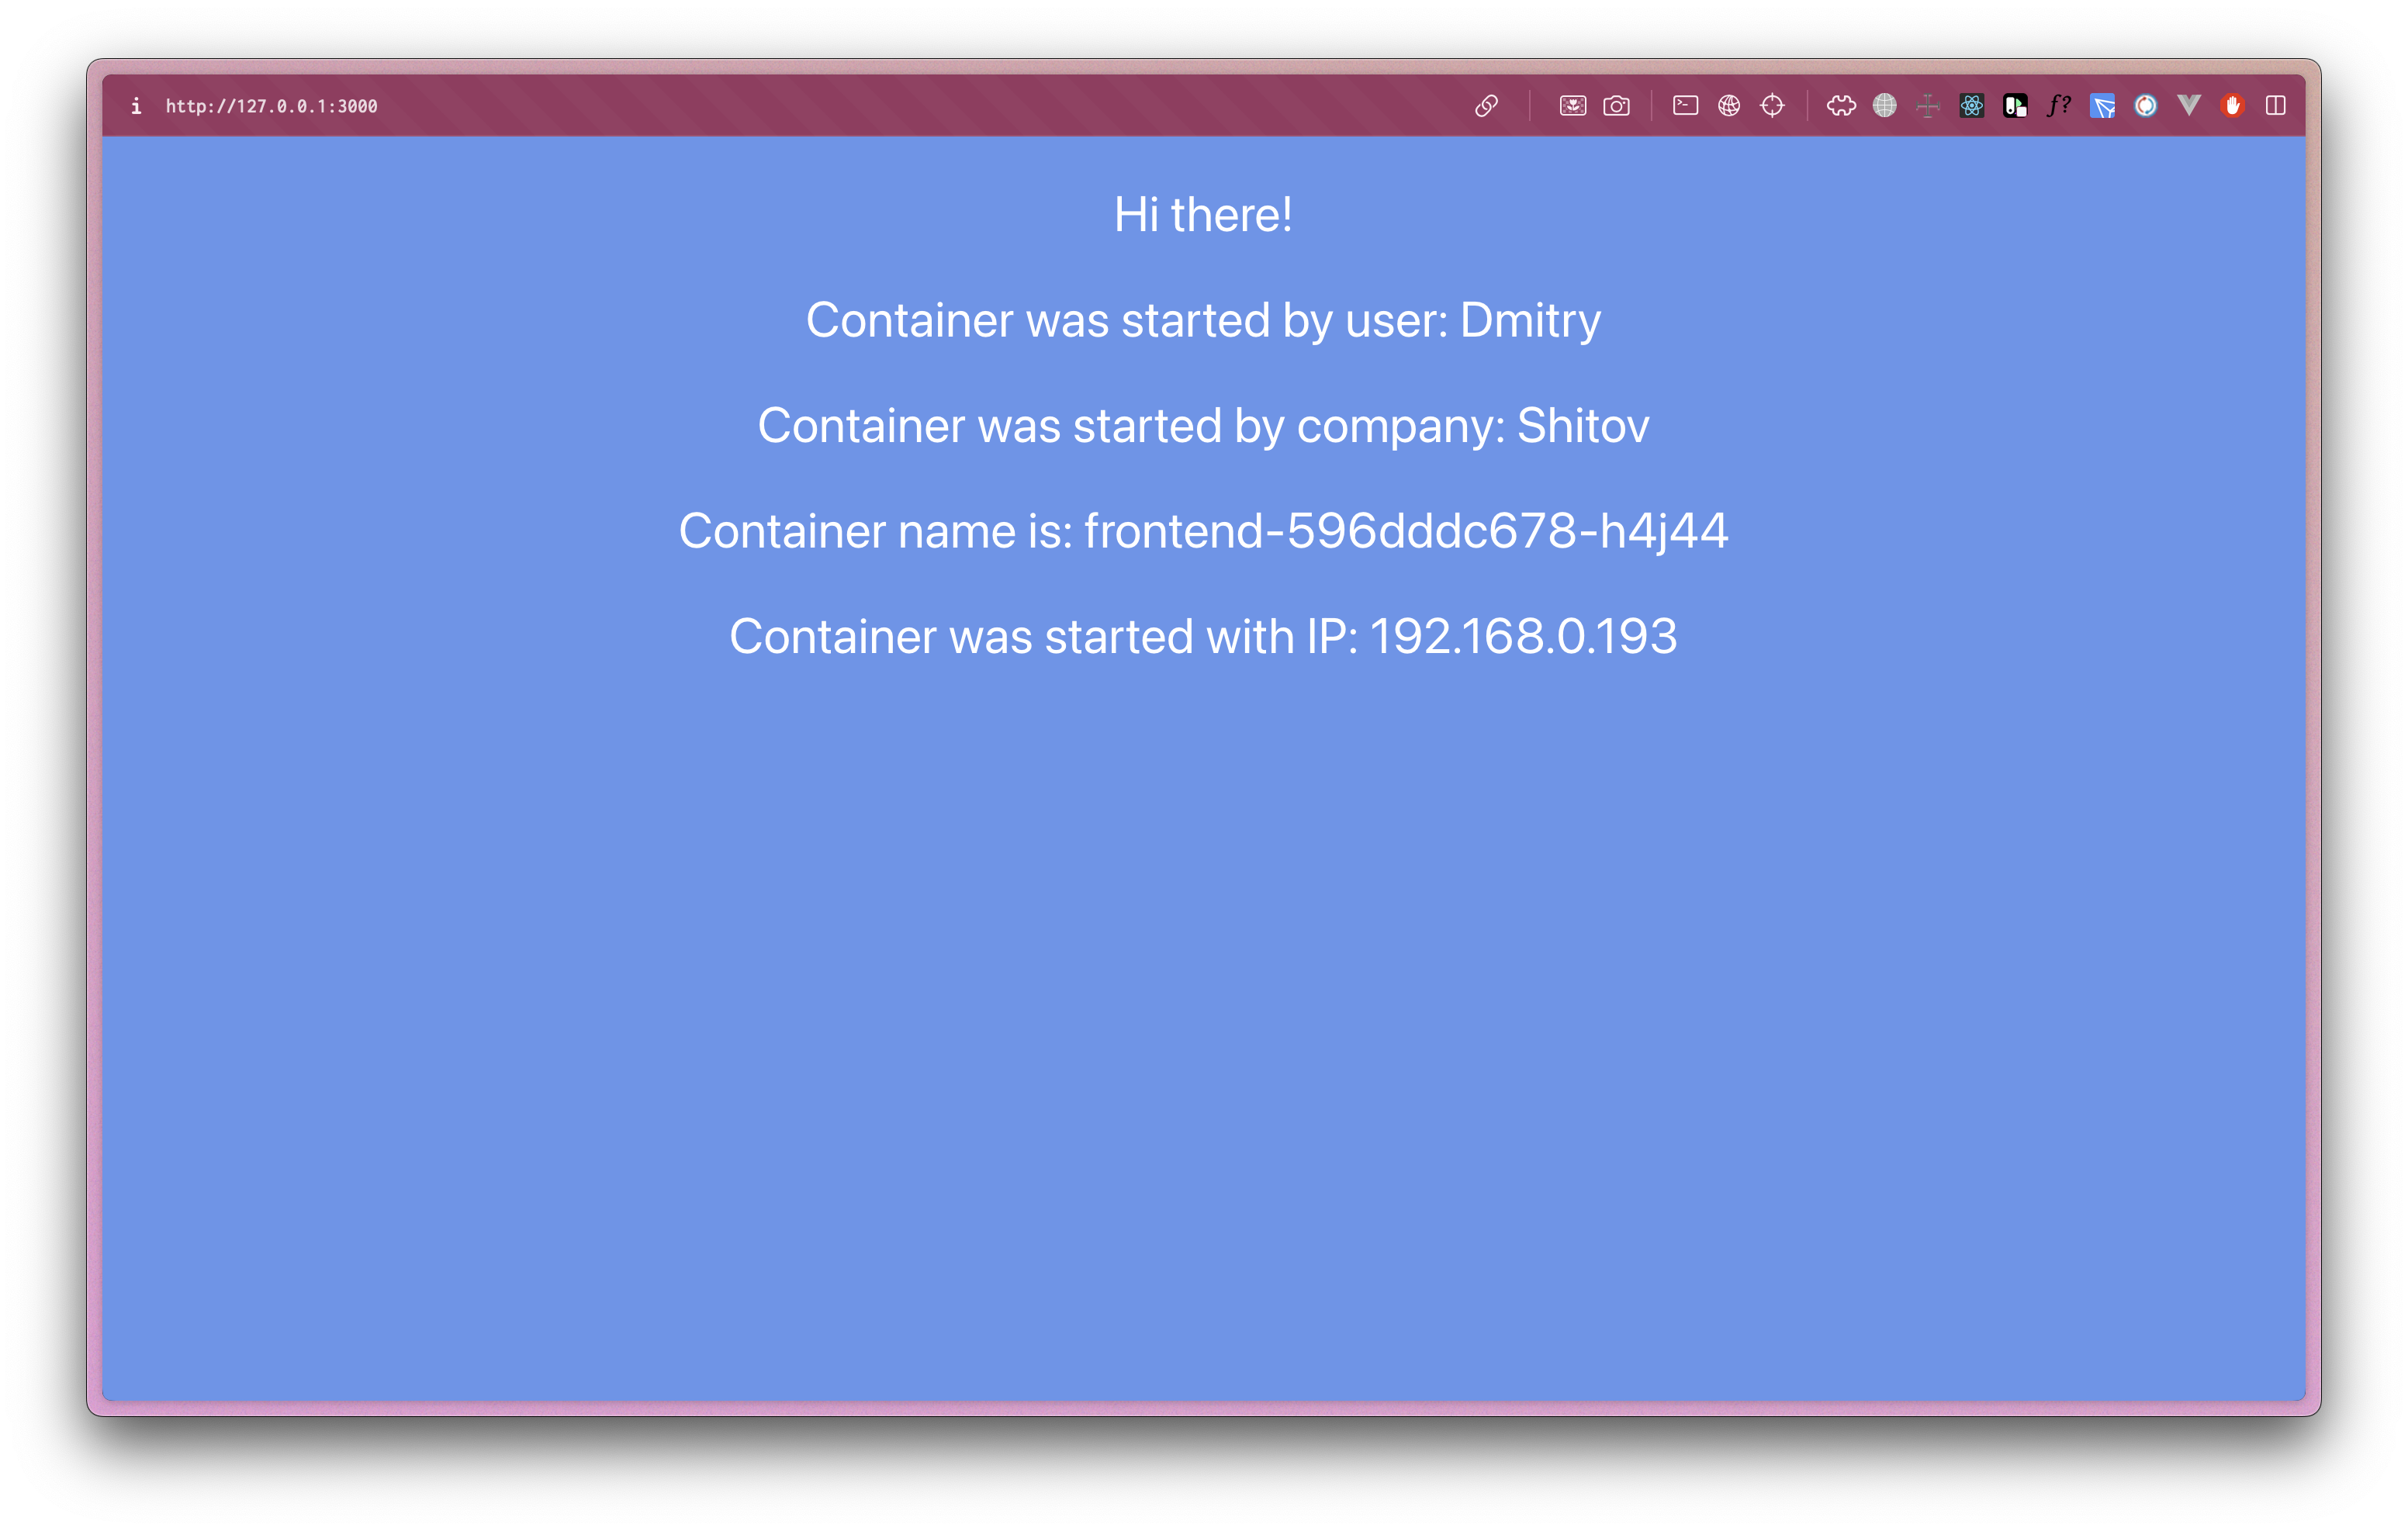 http://127.0.0.1:3000
f?
Hi there!
Container was started by user: Dmitry
Container was started by company: Shitov
Container name is: frontend-596dddc678-h4j44
Container was started with IP: 192.168.0.193